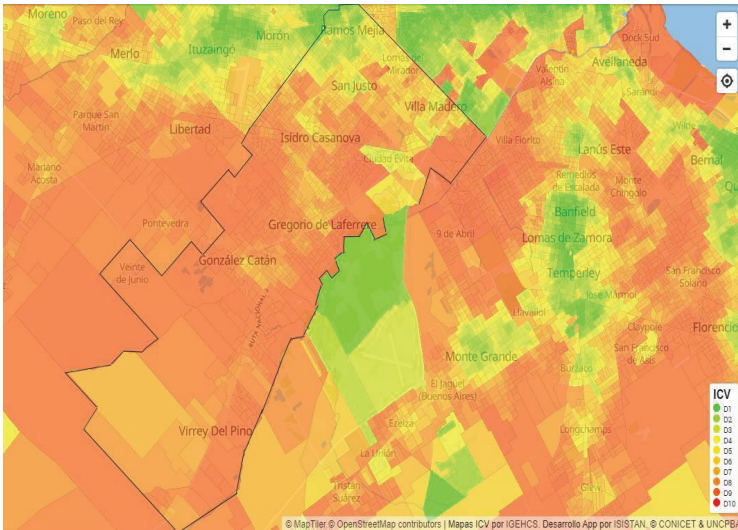 Moreno
Paso del Rey
Merlo
Ituzaingó
Morón
Ramos Mejia
Lomas del
Mirador
San Justo
Villa Madero
Dock Sud
Avellaneda
Valentín
Alsina
Sarandí
Wilde
Bernal
Qu
Parque San
Martin
Libertad
Isidro Casanova
Ciudad Evita
Villa Fiorito
Lanús Este
Remedios
de Escalada
Monte
Chingolo
Mariano
Acosta
Pontevedra
Gregorio de Laferrere
9 de Abril
Banfield
Lomas de Zamora
González Catán
Veinte
de Junio
Temperley
San Francisco
Solano
José Mármol
RUTA NACIONAL 3
Llavallol
Claypole
Florencio
Monte Grande
San Francisco
de Asis
Burzaco
El Jagüel
(Buenos Aires)
Virrey Del Pino
Ezeiza
Longchamps
La Unión
Tristán
Suárez
Glew
+
−
ICV
D1
D2
D3
D4
D5
D6
D7
D8
D9
D10
© MapTiler © OpenStreetMap contributors | Mapas ICV por IGEHCS. Desarrollo App por ISISTAN, © CONICET & UNCPBA